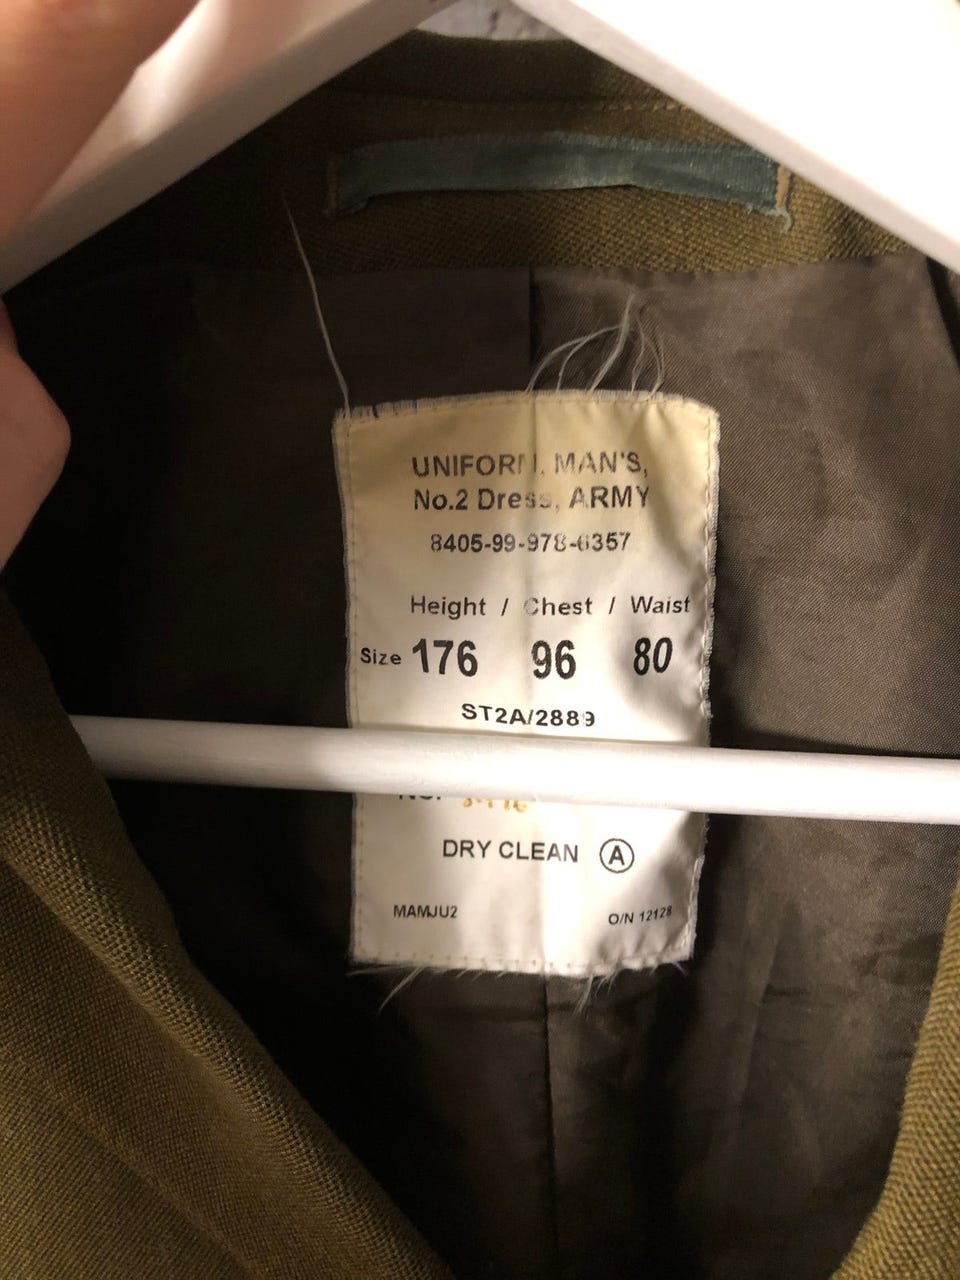 UNIFORM, MAN'S,
No.2 Dress, ARMY
8405-99-978-6357
Height / Chest / Waist
Size 176 96 80
ST2A/2889
DRY CLEAN A
MAMJU2
O/N 12128